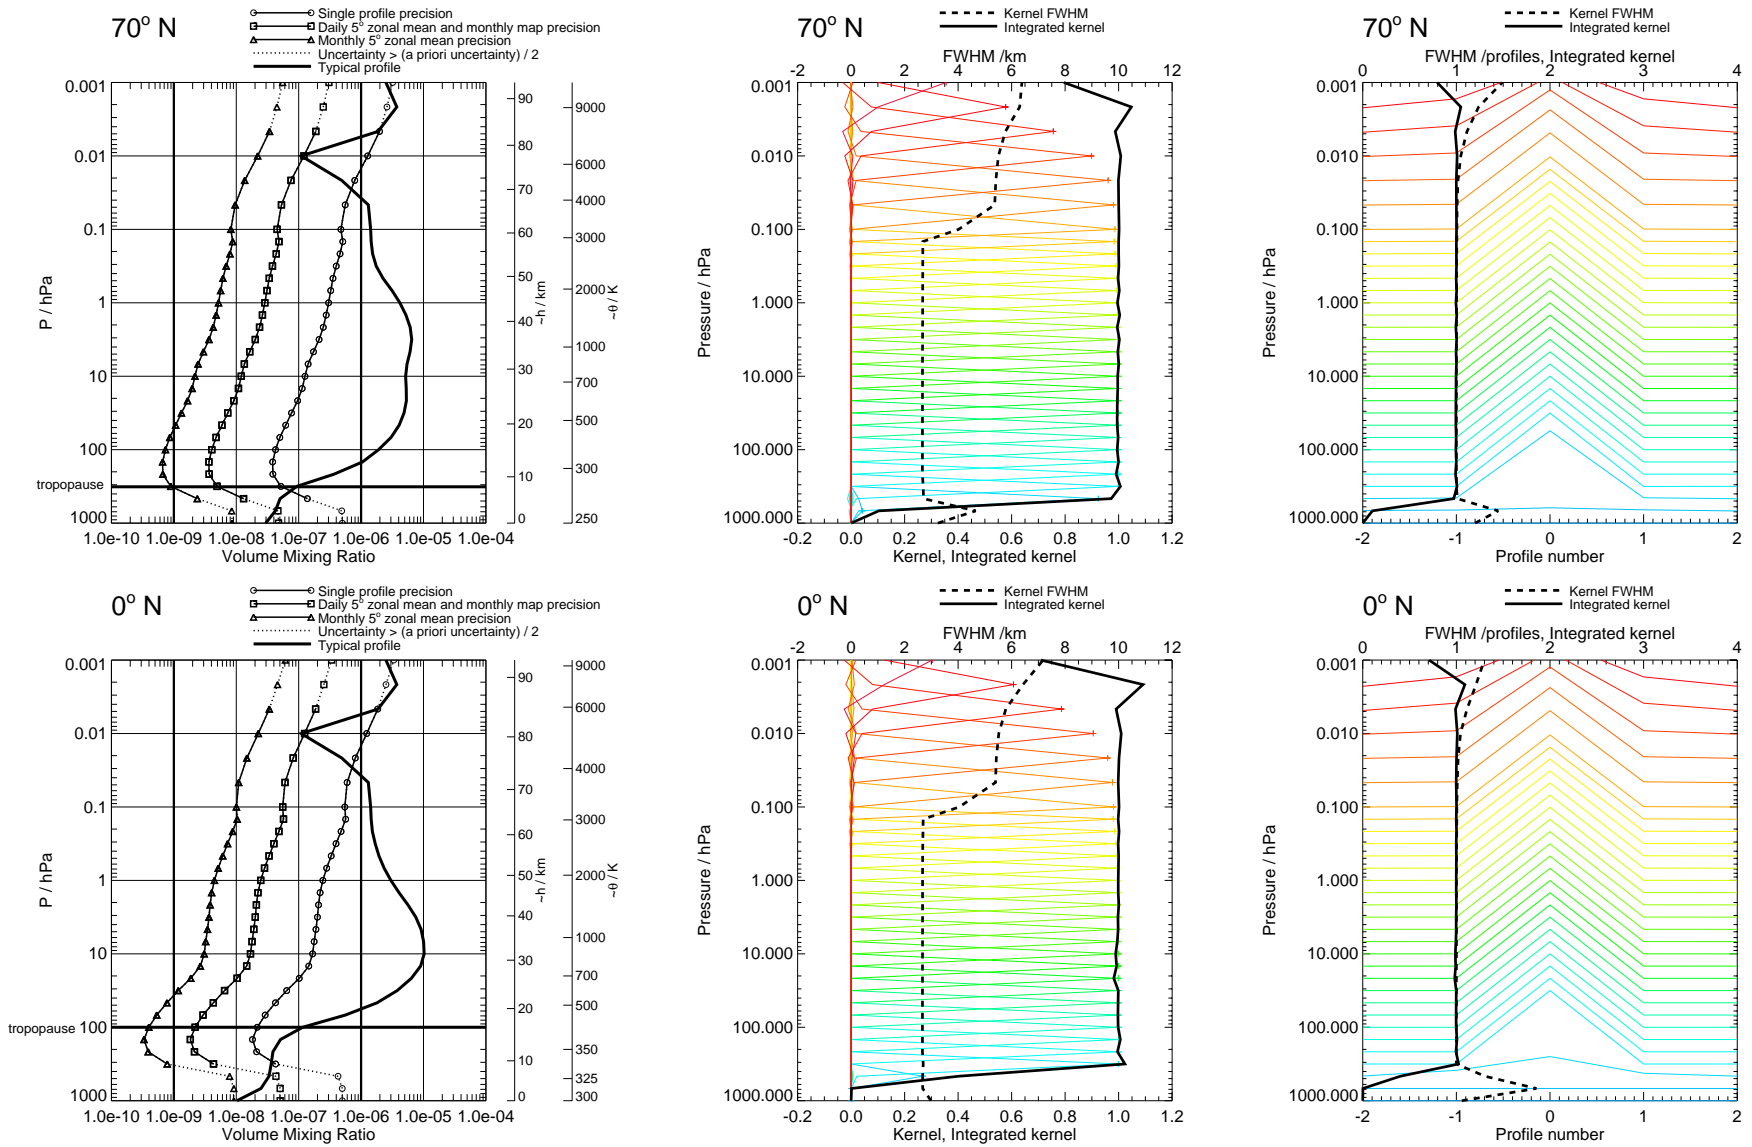 70° N
Single profile precision
Daily 5° zonal mean and monthly map precision
Monthly 5° zonal mean precision
Uncertainty > (a priori uncertainty) / 2
Typical profile
0.001
0.01
0.1
1
10
100
tropopause
1000
P / hPa
1.0e-10 1.0e-09 1.0e-08 1.0e-07 1.0e-06 1.0e-05 1.0e-04
Volume Mixing Ratio
90
80
70
60
50
40
30
20
10
0
~h / km
9000
6000
4000
3000
2000
1000
700
500
300
250
~θ / K
70° N
Kernel FWHM
Integrated kernel
FWHM /km
-2 0 2 4 6 8 10 12
0.001
0.010
0.100
1.000
10.000
100.000
1000.000
Pressure / hPa
-0.2 0.0 0.2 0.4 0.6 0.8 1.0 1.2
Kernel, Integrated kernel
70° N
Kernel FWHM
Integrated kernel
FWHM /profiles, Integrated kernel
0 1 2 3 4
0.001
0.010
0.100
1.000
10.000
100.000
1000.000
Pressure / hPa
-2 -1 0 1 2
Profile number
0° N
Single profile precision
Daily 5° zonal mean and monthly map precision
Monthly 5° zonal mean precision
Uncertainty > (a priori uncertainty) / 2
Typical profile
0.001
0.01
0.1
1
10
tropopause 100
1000
P / hPa
1.0e-10 1.0e-09 1.0e-08 1.0e-07 1.0e-06 1.0e-05 1.0e-04
Volume Mixing Ratio
90
80
70
60
50
40
30
20
10
0
~h / km
9000
6000
4000
3000
2000
1000
700
500
350
325
300
~θ / K
0° N
Kernel FWHM
Integrated kernel
FWHM /km
-2 0 2 4 6 8 10 12
0.001
0.010
0.100
1.000
10.000
100.000
1000.000
Pressure / hPa
-0.2 0.0 0.2 0.4 0.6 0.8 1.0 1.2
Kernel, Integrated kernel
0° N
Kernel FWHM
Integrated kernel
FWHM /profiles, Integrated kernel
0 1 2 3 4
0.001
0.010
0.100
1.000
10.000
100.000
1000.000
Pressure / hPa
-2 -1 0 1 2
Profile number